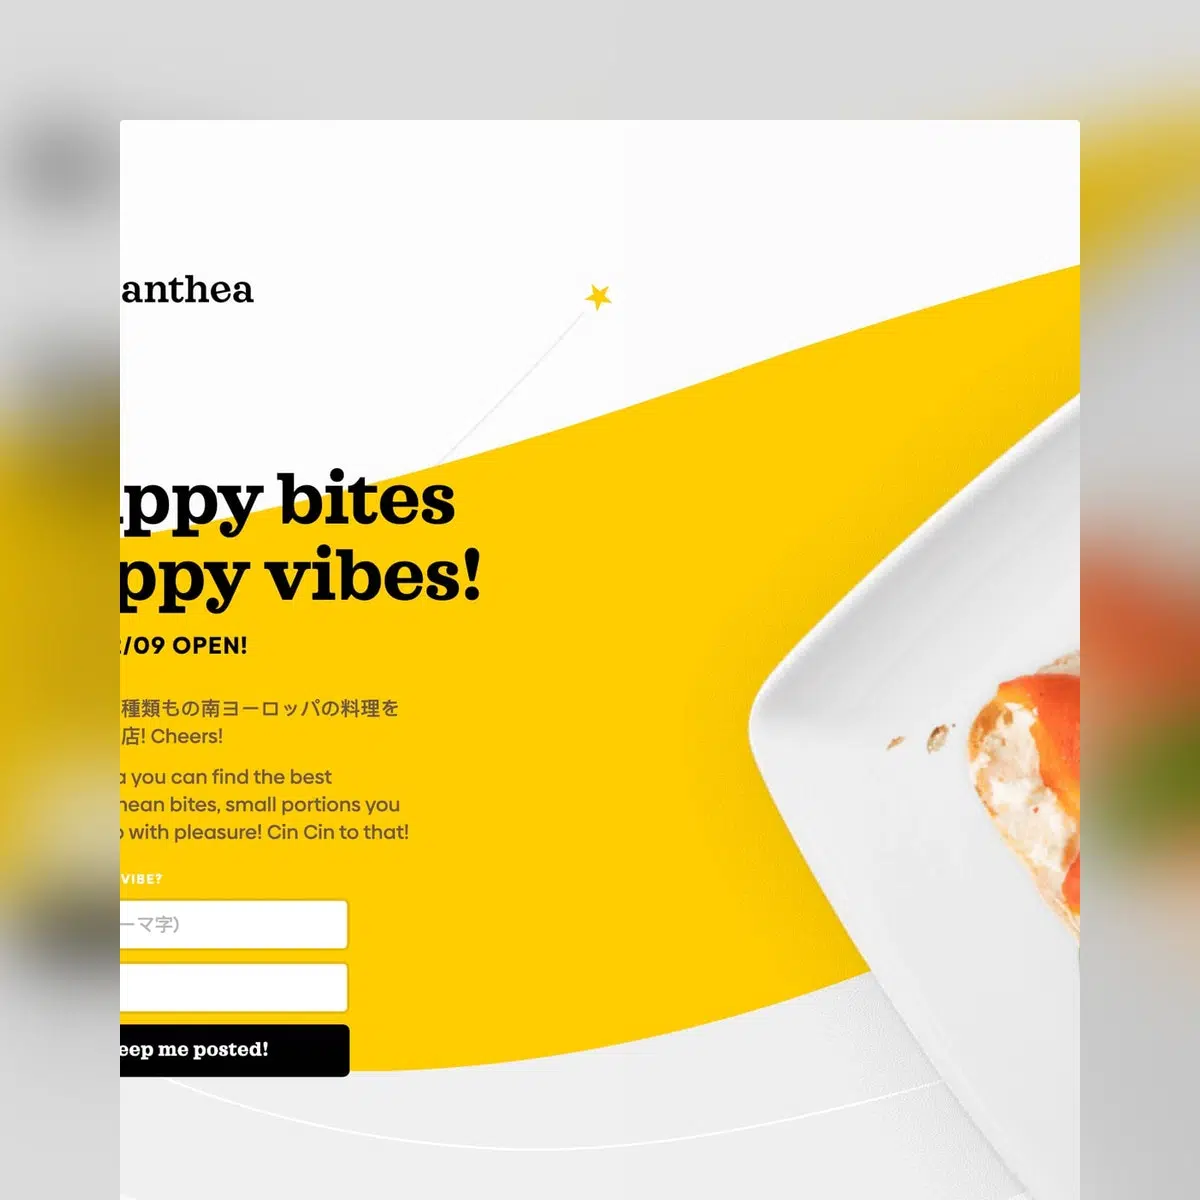 anthea
ppy bites
ppy vibes!
/09 OPEN!
種類もの南ヨーロッパの料理を
店! Cheers!
you can find the best
nean bites, small portions you
with pleasure! Cin Cin to that!
VIBE?
ーマ字)
eep me posted!